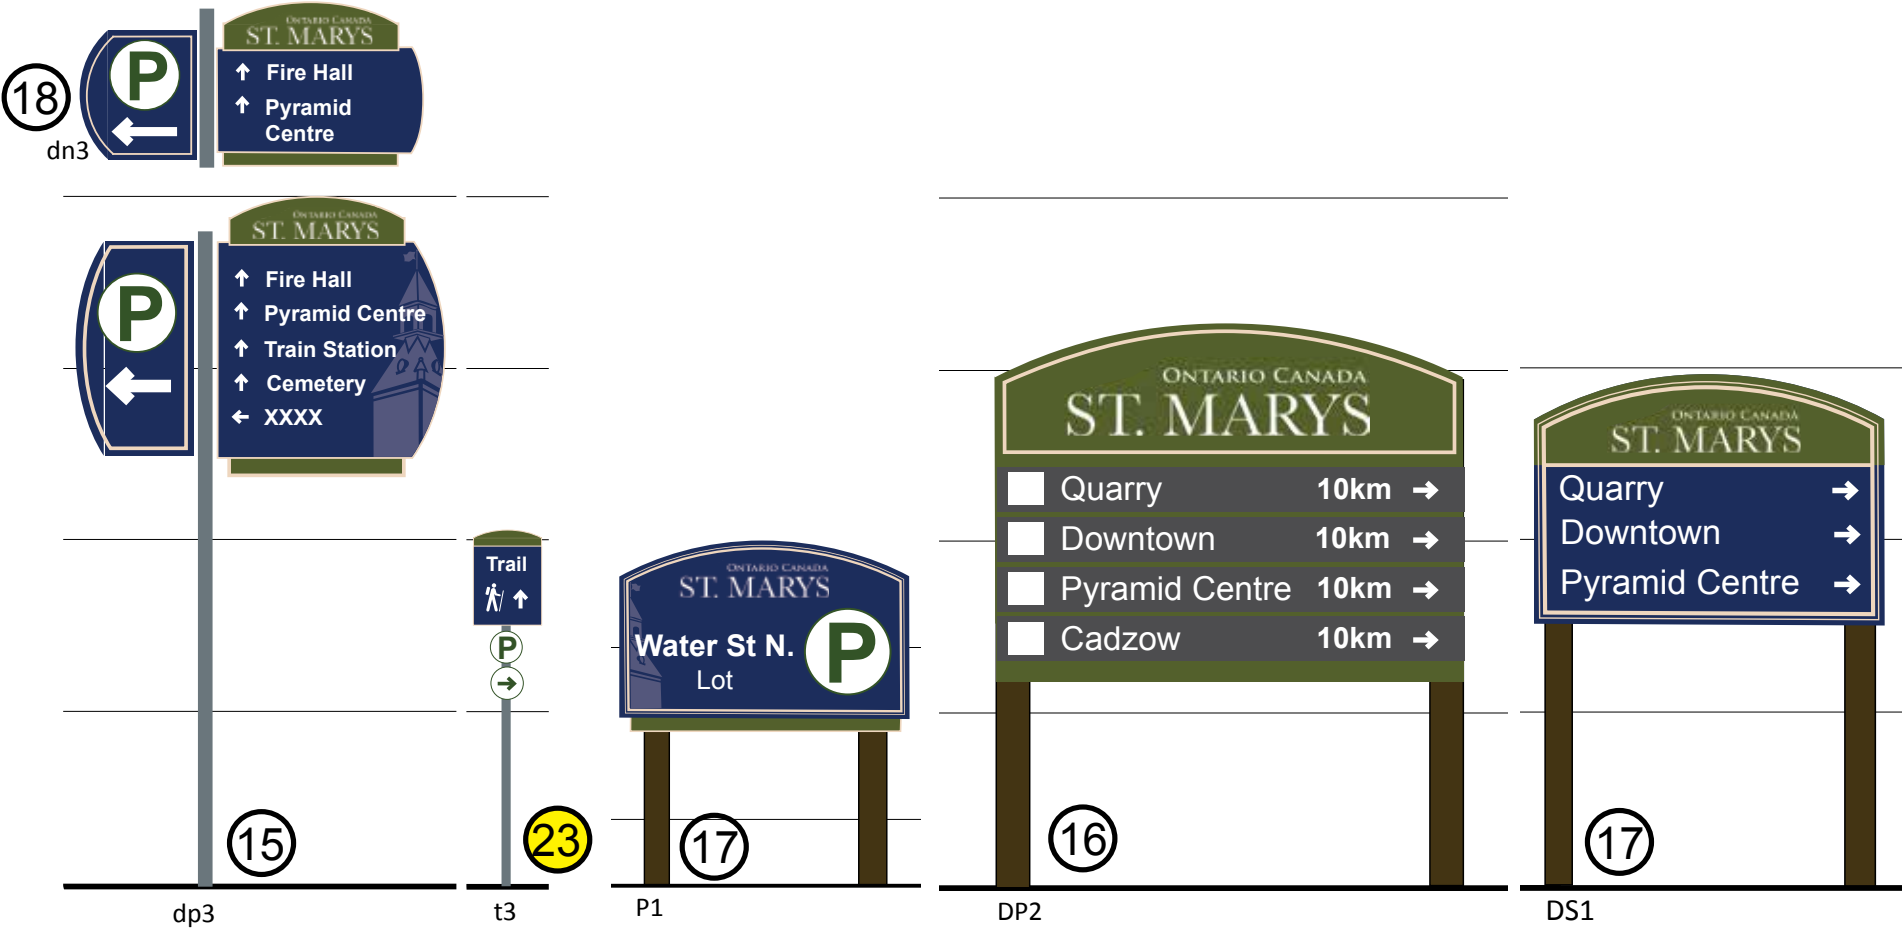 18
dn3
P
ONTARIO CANADA
ST. MARYS
↑ Fire Hall
↑ Pyramid
Centre
P
ONTARIO CANADA
ST. MARYS
↑ Fire Hall
↑ Pyramid Centre
↑ Train Station
↑ Cemetery
← XXXX
15
dp3
Trail
P
23
t3
ONTARIO CANADA
ST. MARYS
Water St N.
Lot
P
17
P1
ONTARIO CANADA
ST. MARYS
Quarry 10km →
Downtown 10km →
Pyramid Centre 10km →
Cadzow 10km →
16
DP2
ONTARIO CANADA
ST. MARYS
Quarry →
Downtown →
Pyramid Centre →
17
DS1